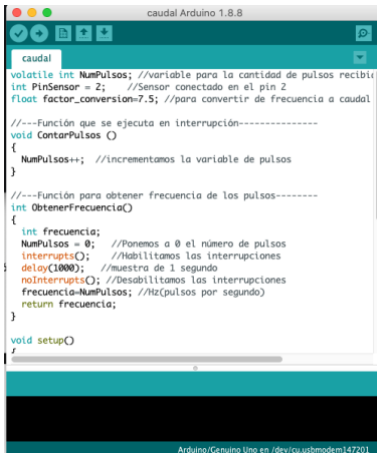 caudal Arduino 1.8.8
caudal
volatile int NumPulsos; //variable para la cantidad de pulsos recibi
int PinSensor = 2;    //Sensor conectado en el pin 2
float factor_conversion=7.5; //para convertir de frecuencia a caudal
//---Función que se ejecuta en interrupción---------------
void ContarPulsos ()
{
  NumPulsos++;  //incrementamos la variable de pulsos
}
//---Función para obtener frecuencia de los pulsos--------
int ObtenerFrecuencia()
{
  int frecuencia;
  NumPulsos = 0;   //Ponemos a 0 el número de pulsos
  interrupts();    //Habilitamos las interrupciones
  delay(1000);   //muestra de 1 segundo
  noInterrupts(); //Desabilitamos las interrupciones
  frecuencia=NumPulsos; //Hz(pulsos por segundo)
  return frecuencia;
}
void setup()
Arduino/Genuino Uno en /dev/cu.usbmodem147201